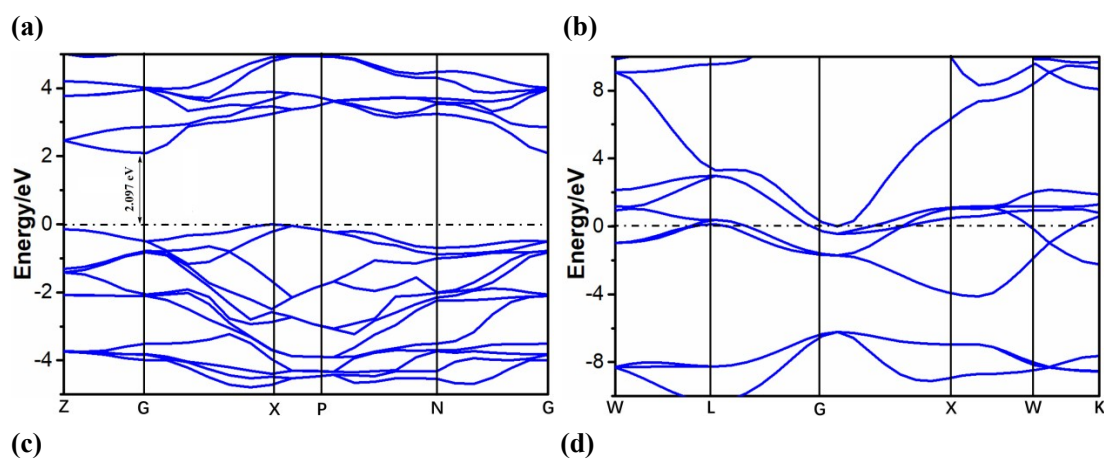 (a)
(b)
Energy/eV
4
2
0
-2
-4
2.097 eV
Z G X P N G
Energy/eV
8
4
0
-4
-8
W L G X W K
(c)
(d)